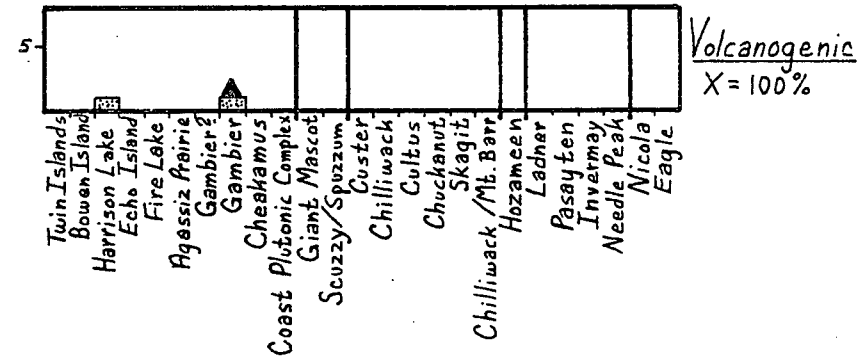 5
Volcanogenic
X = 100%
Twin Islands
Bowen Island
Harrison Lake
Echo Island
Fire Lake
Agassiz Prairie
Gambier?
Gambier
Cheakamus
Coast Plutonic Complex
Giant Mascot
Scuzzy/Spuzzum
Custer
Chilliwack
Cultus
Chuckanut
Skagit
Chilliwack/Mt. Barr
Hozameen
Ladner
Pasayten
Invermay
Needle Peak
Nicola
Eagle